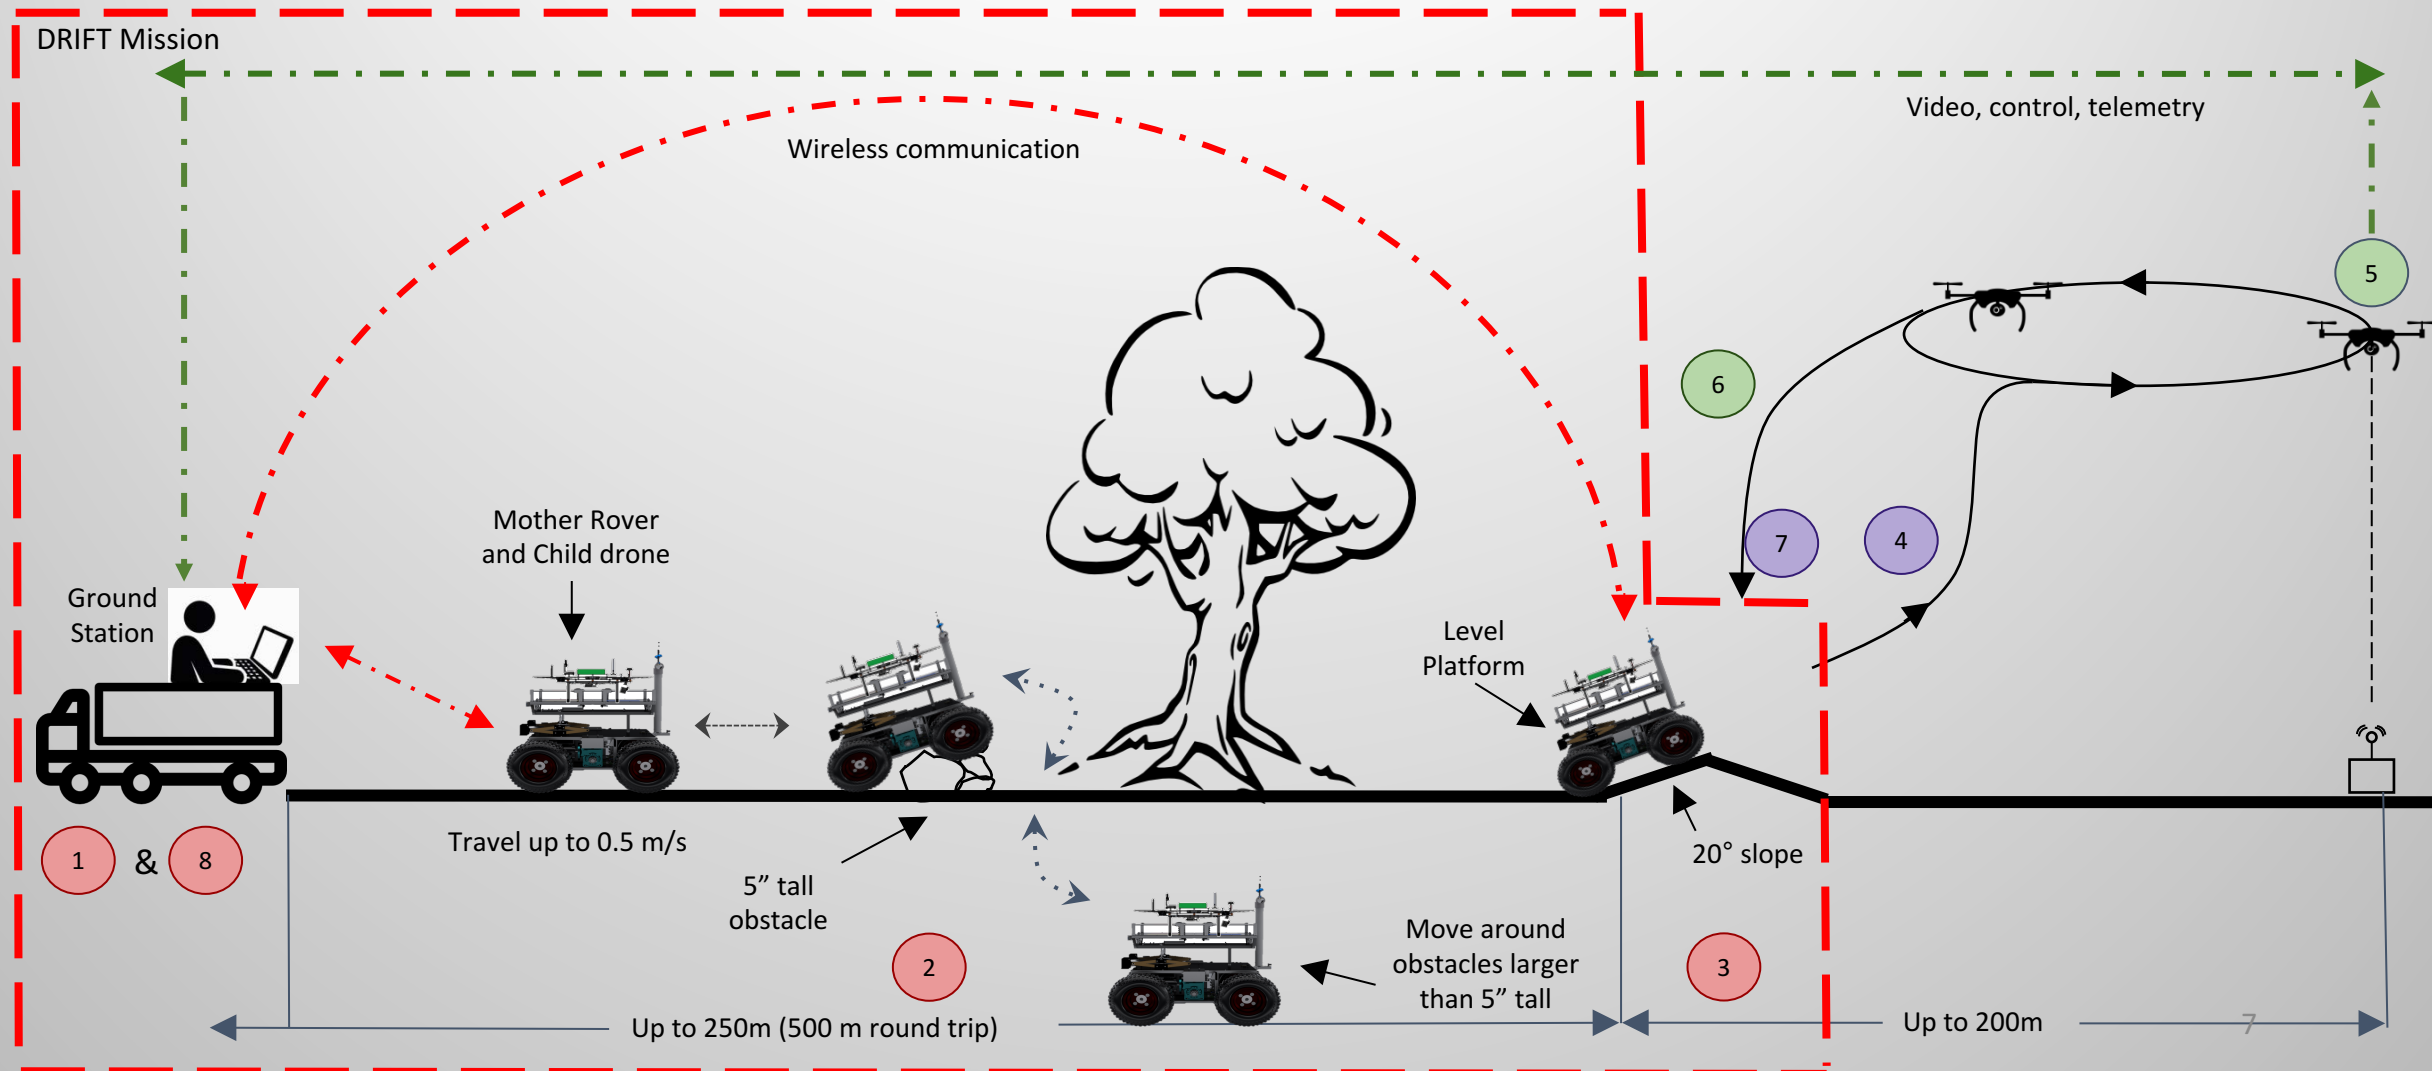 DRIFT Mission
Video, control, telemetry
Wireless communication
5
6
Mother Rover
and Child drone
7
4
Ground
Station
Level
Platform
Travel up to 0.5 m/s
20° slope
1 & 8
5” tall
obstacle
2
Move around
obstacles larger
than 5” tall
3
Up to 250m (500 m round trip)
Up to 200m
7